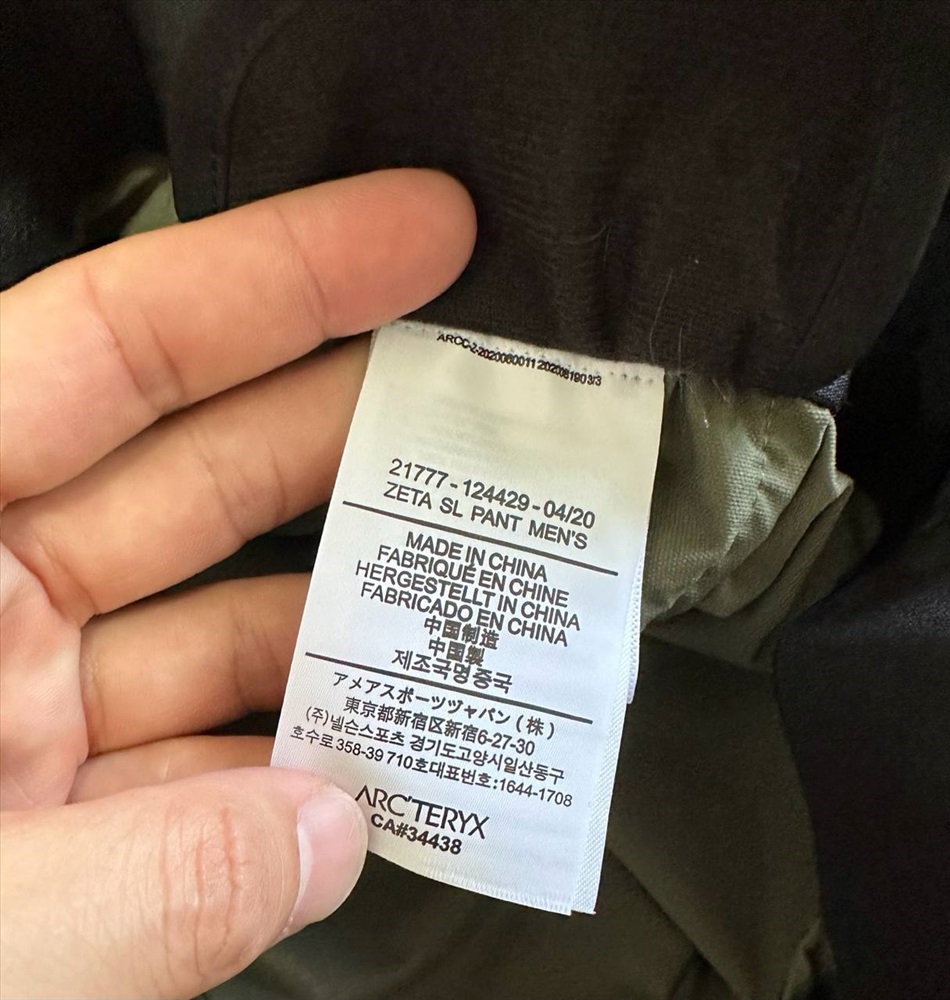 ARCC-2-2020060011 20200819 03/3
21777 - 124429 - 04/20
ZETA SL PANT MEN'S
MADE IN CHINA
FABRIQUÉ EN CHINE
HERGESTELLT IN CHINA
FABRICADO EN CHINA
中国制造
中国製
제조국명 중국
アメアスポーツヅャパン (株)
東京都新宿区新宿6-27-30
(주)넬슨스포츠 경기도고양시일산동구
호수로 358-39 710호대표번호:1644-1708
ARC'TERYX
CA#34438